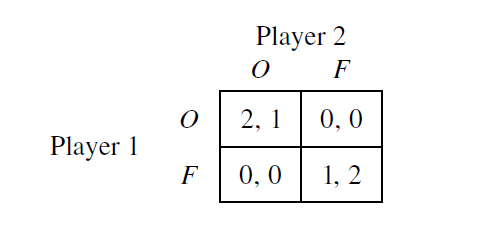 Player 2
O F
O 2, 1 0, 0
Player 1
F 0, 0 1, 2